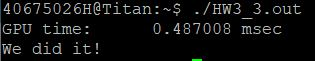 40675026H@Titan:~$ ./HW3_3.out
GPU time:      0.487008 msec
We did it!